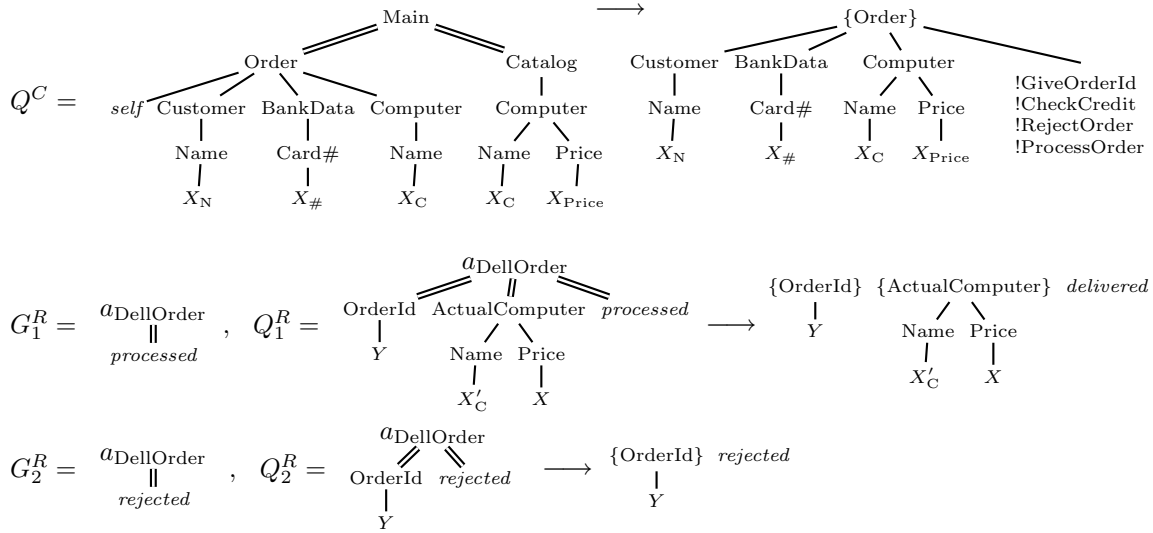 Main ⟶ {Order}
Order Catalog Customer BankData Computer
Q^C = self Customer BankData Computer Computer Name Card# Name Price !GiveOrderId
!CheckCredit
!RejectOrder
!ProcessOrder
Name Card# Name Name Price X_N X_# X_C X_Price
X_N X_# X_C X_C X_Price
a_DellOrder
G_1^R = a_DellOrder , Q_1^R = OrderId ActualComputer processed ⟶ {OrderId} {ActualComputer} delivered
processed Y Name Price Y Name Price
X'_C X X'_C X
a_DellOrder
G_2^R = a_DellOrder , Q_2^R = OrderId rejected ⟶ {OrderId} rejected
rejected Y Y